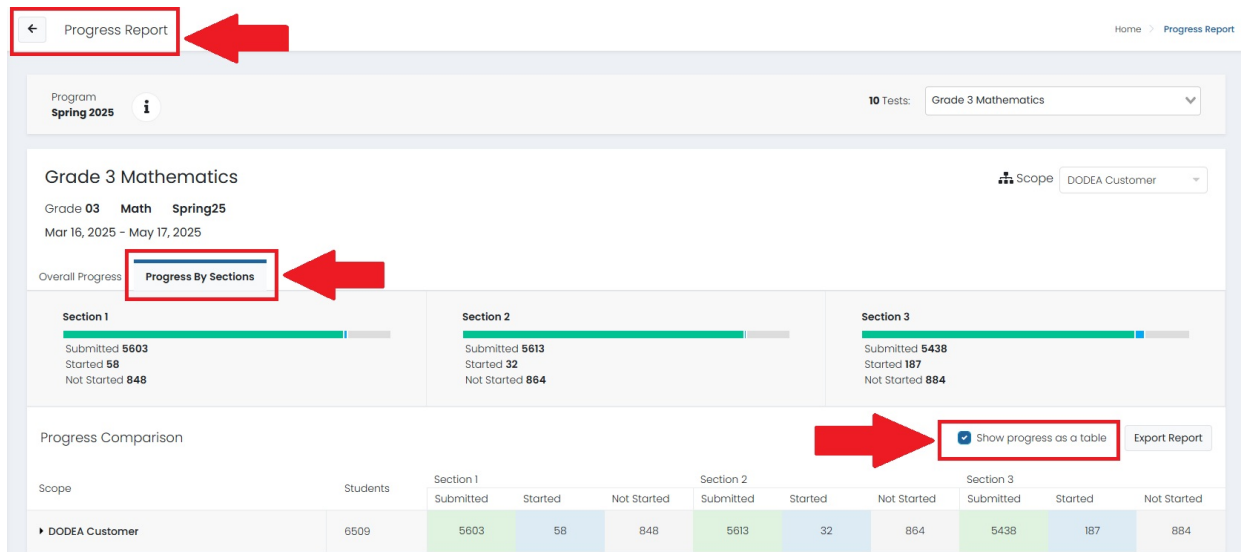 Progress Report
Home > Progress Report
Program
Spring 2025
i
10 Tests:
Grade 3 Mathematics
Grade 3 Mathematics
Scope
DODEA Customer
Grade 03 Math Spring25
Mar 16, 2025 - May 17, 2025
Overall Progress
Progress By Sections
Section 1
Submitted 5603
Started 58
Not Started 848
Section 2
Submitted 5613
Started 32
Not Started 864
Section 3
Submitted 5438
Started 187
Not Started 884
Progress Comparison
Show progress as a table
Export Report
Scope Students Section 1 Section 2 Section 3
Submitted Started Not Started Submitted Started Not Started Submitted Started Not Started
DODEA Customer 6509 5603 58 848 5613 32 864 5438 187 884